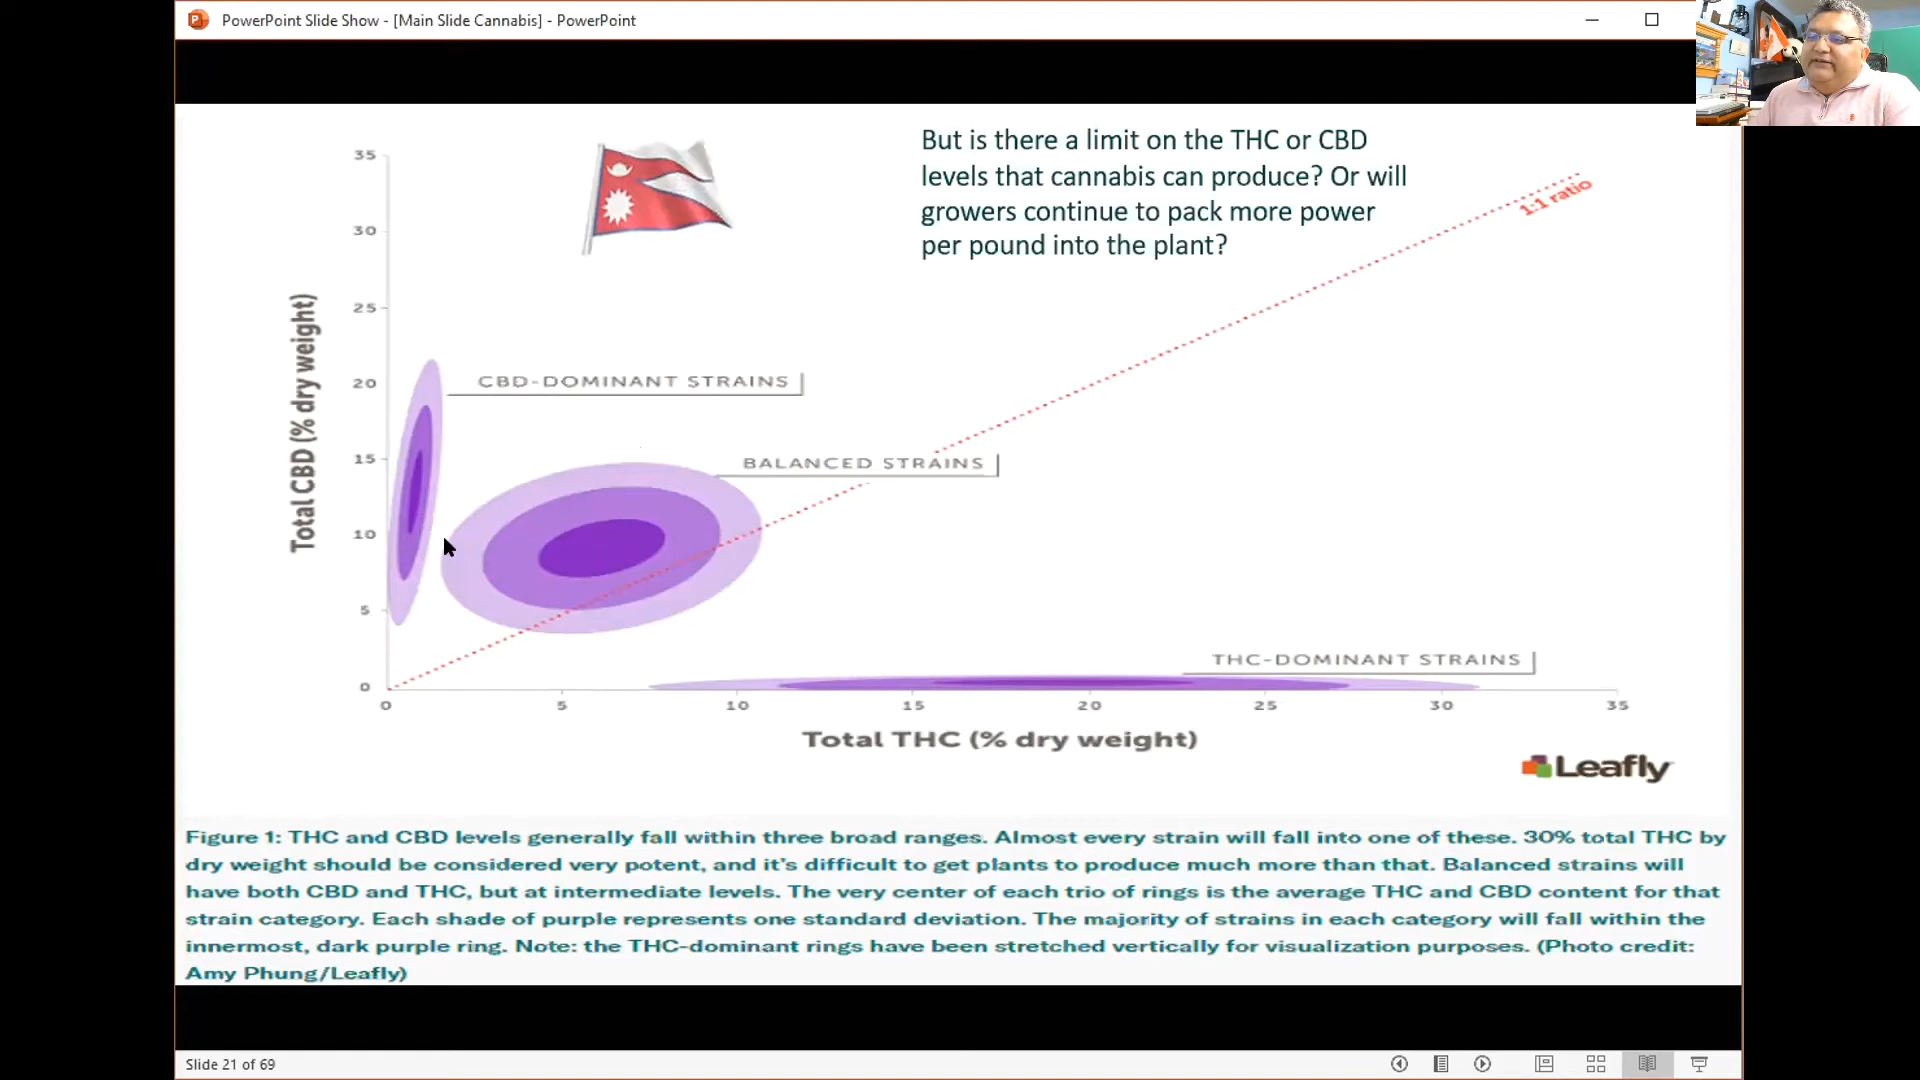 PowerPoint Slide Show - [Main Slide Cannabis] - PowerPoint
But is there a limit on the THC or CBD
levels that cannabis can produce? Or will
growers continue to pack more power
per pound into the plant?
1:1 ratio
35
30
25
20
15
10
5
0
Total CBD (% dry weight)
CBD-DOMINANT STRAINS
BALANCED STRAINS
THC-DOMINANT STRAINS
0 5 10 15 20 25 30 35
Total THC (% dry weight)
Leafly
Figure 1: THC and CBD levels generally fall within three broad ranges. Almost every strain will fall into one of these. 30% total THC by
dry weight should be considered very potent, and it's difficult to get plants to produce much more than that. Balanced strains will
have both CBD and THC, but at intermediate levels. The very center of each trio of rings is the average THC and CBD content for that
strain category. Each shade of purple represents one standard deviation. The majority of strains in each category will fall within the
innermost, dark purple ring. Note: the THC-dominant rings have been stretched vertically for visualization purposes. (Photo credit:
Amy Phung/Leafly)
Slide 21 of 69